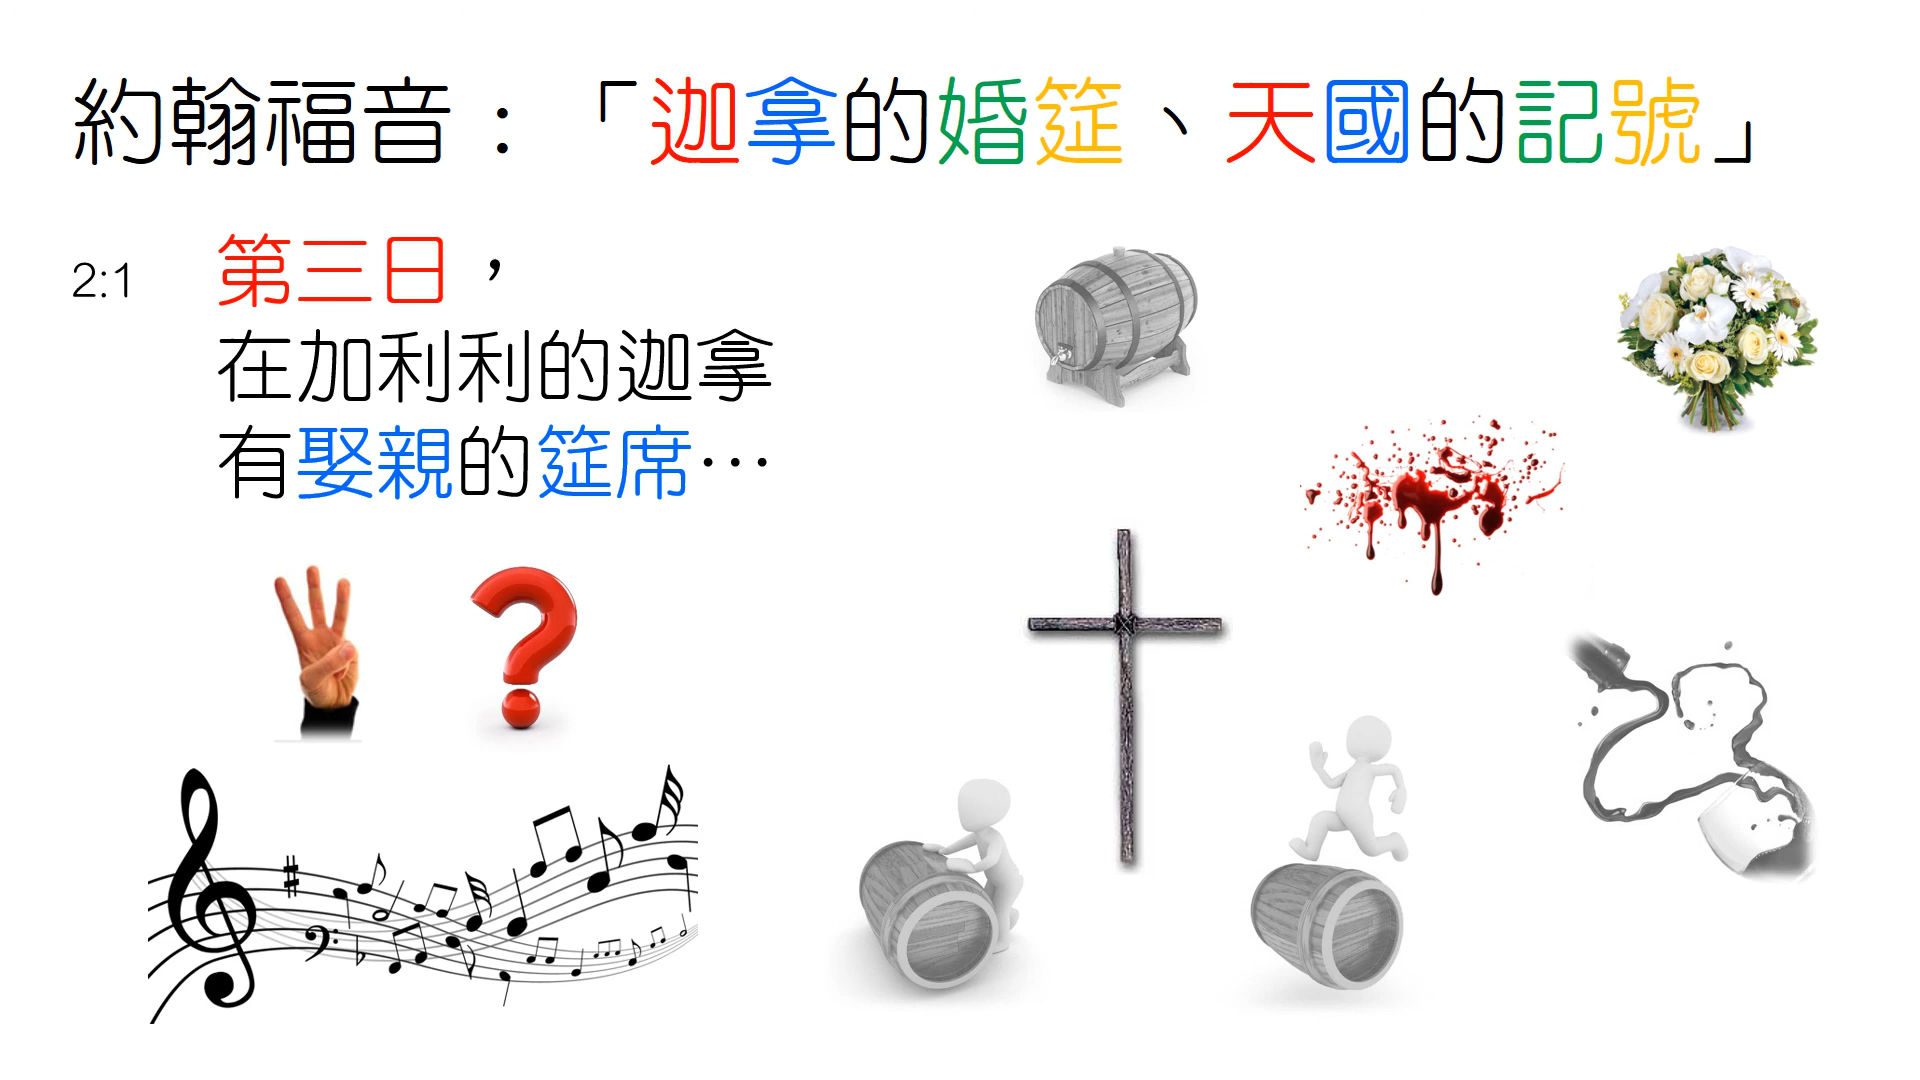 約翰福音：「迦拿的婚筵、天國的記號」
2:1 第三日，
在加利利的迦拿
有娶親的筵席…